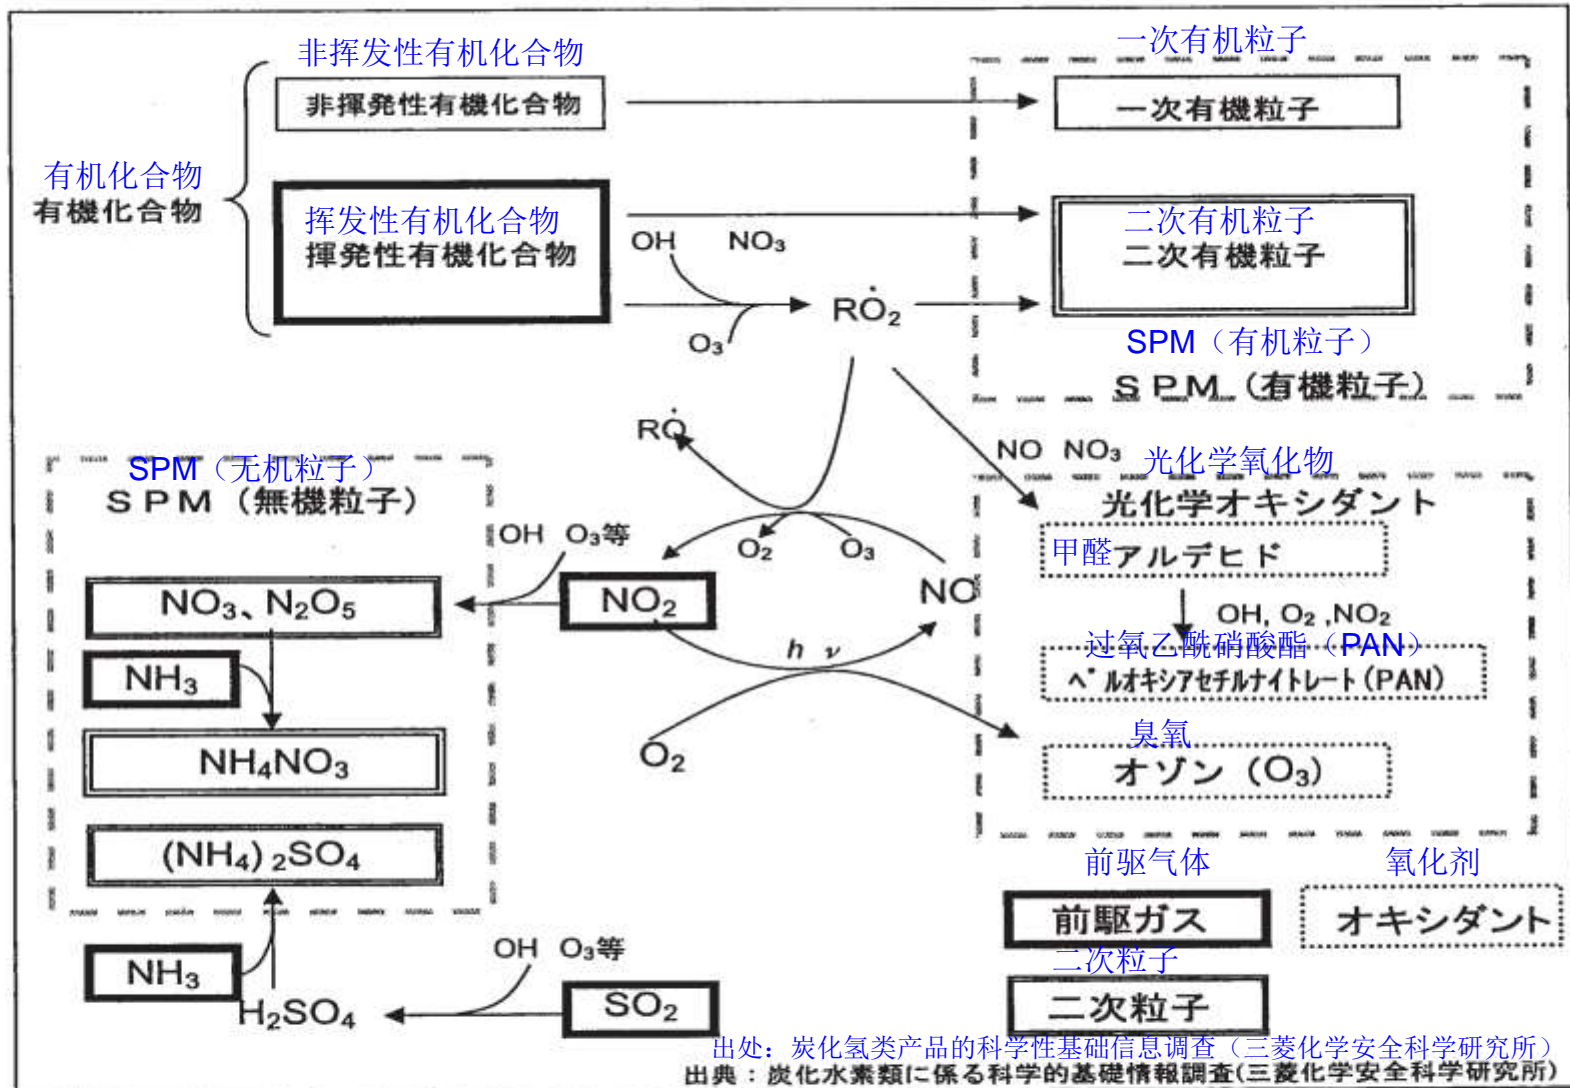 非挥发性有机化合物
非揮発性有機化合物
一次有机粒子
一次有機粒子
有机化合物
有機化合物
挥发性有机化合物
揮発性有機化合物
OH NO₃
O₃
RȮ₂
二次有机粒子
二次有機粒子
SPM（有机粒子）
SPM（有機粒子）
RȮ
NO NO₃
SPM（无机粒子）
SPM（無機粒子）
OH O₃等
O₂
O₃
光化学氧化物
光化学オキシダント
甲醛アルデヒド
NO₃、N₂O₅
NO₂
NO
OH, O₂ ,NO₂
NH₃
h ν
过氧乙酰硝酸酯（PAN）
ペルオキシアセチルナイトレート(PAN)
NH₄NO₃
O₂
臭氧
オゾン（O₃）
(NH₄)₂SO₄
前驱气体
前駆ガス
氧化剂
オキシダント
NH₃
H₂SO₄
OH O₃等
SO₂
二次粒子
二次粒子
出处：炭化氢类产品的科学性基础信息调查（三菱化学安全科学研究所）
出典：炭化水素類に係る科学的基礎情報調査(三菱化学安全科学研究所)